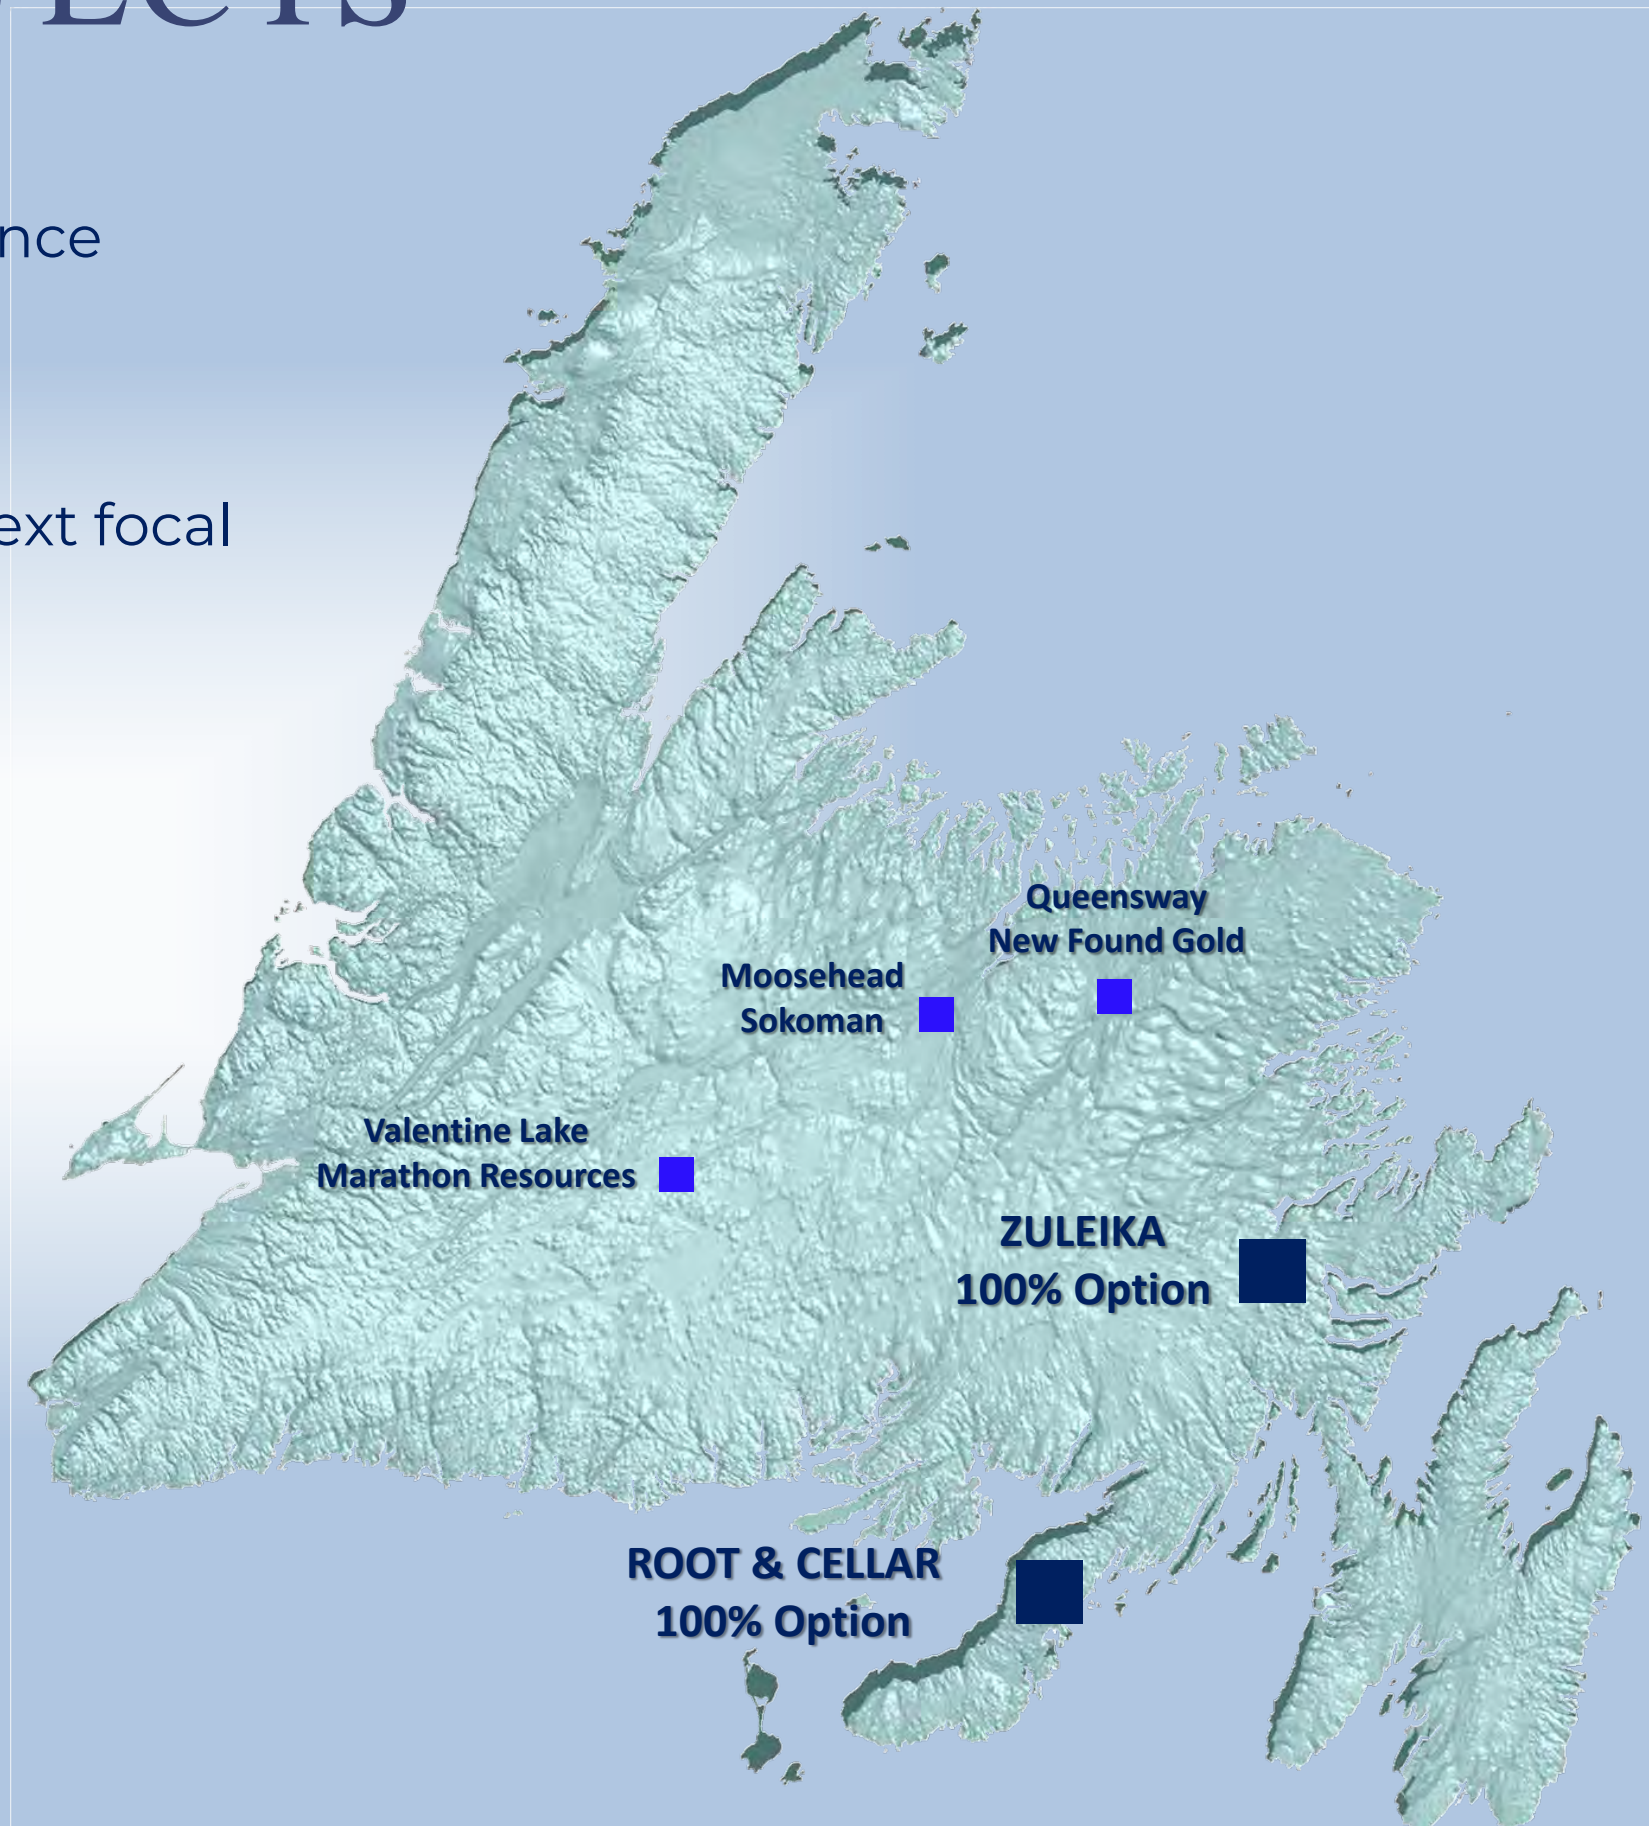 ECTS
nce
ext focal
Queensway
New Found Gold
Moosehead
Sokoman
Valentine Lake
Marathon Resources
ZULEIKA
100% Option
ROOT & CELLAR
100% Option